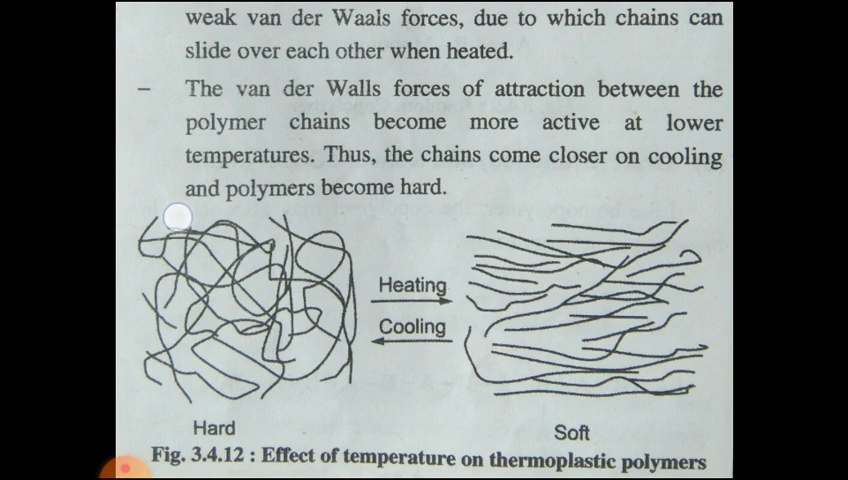 weak van der Waals forces, due to which chains can
slide over each other when heated.
– The van der Walls forces of attraction between the
polymer chains become more active at lower
temperatures. Thus, the chains come closer on cooling
and polymers become hard.
Heating
Cooling
Hard
Soft
Fig. 3.4.12 : Effect of temperature on thermoplastic polymers